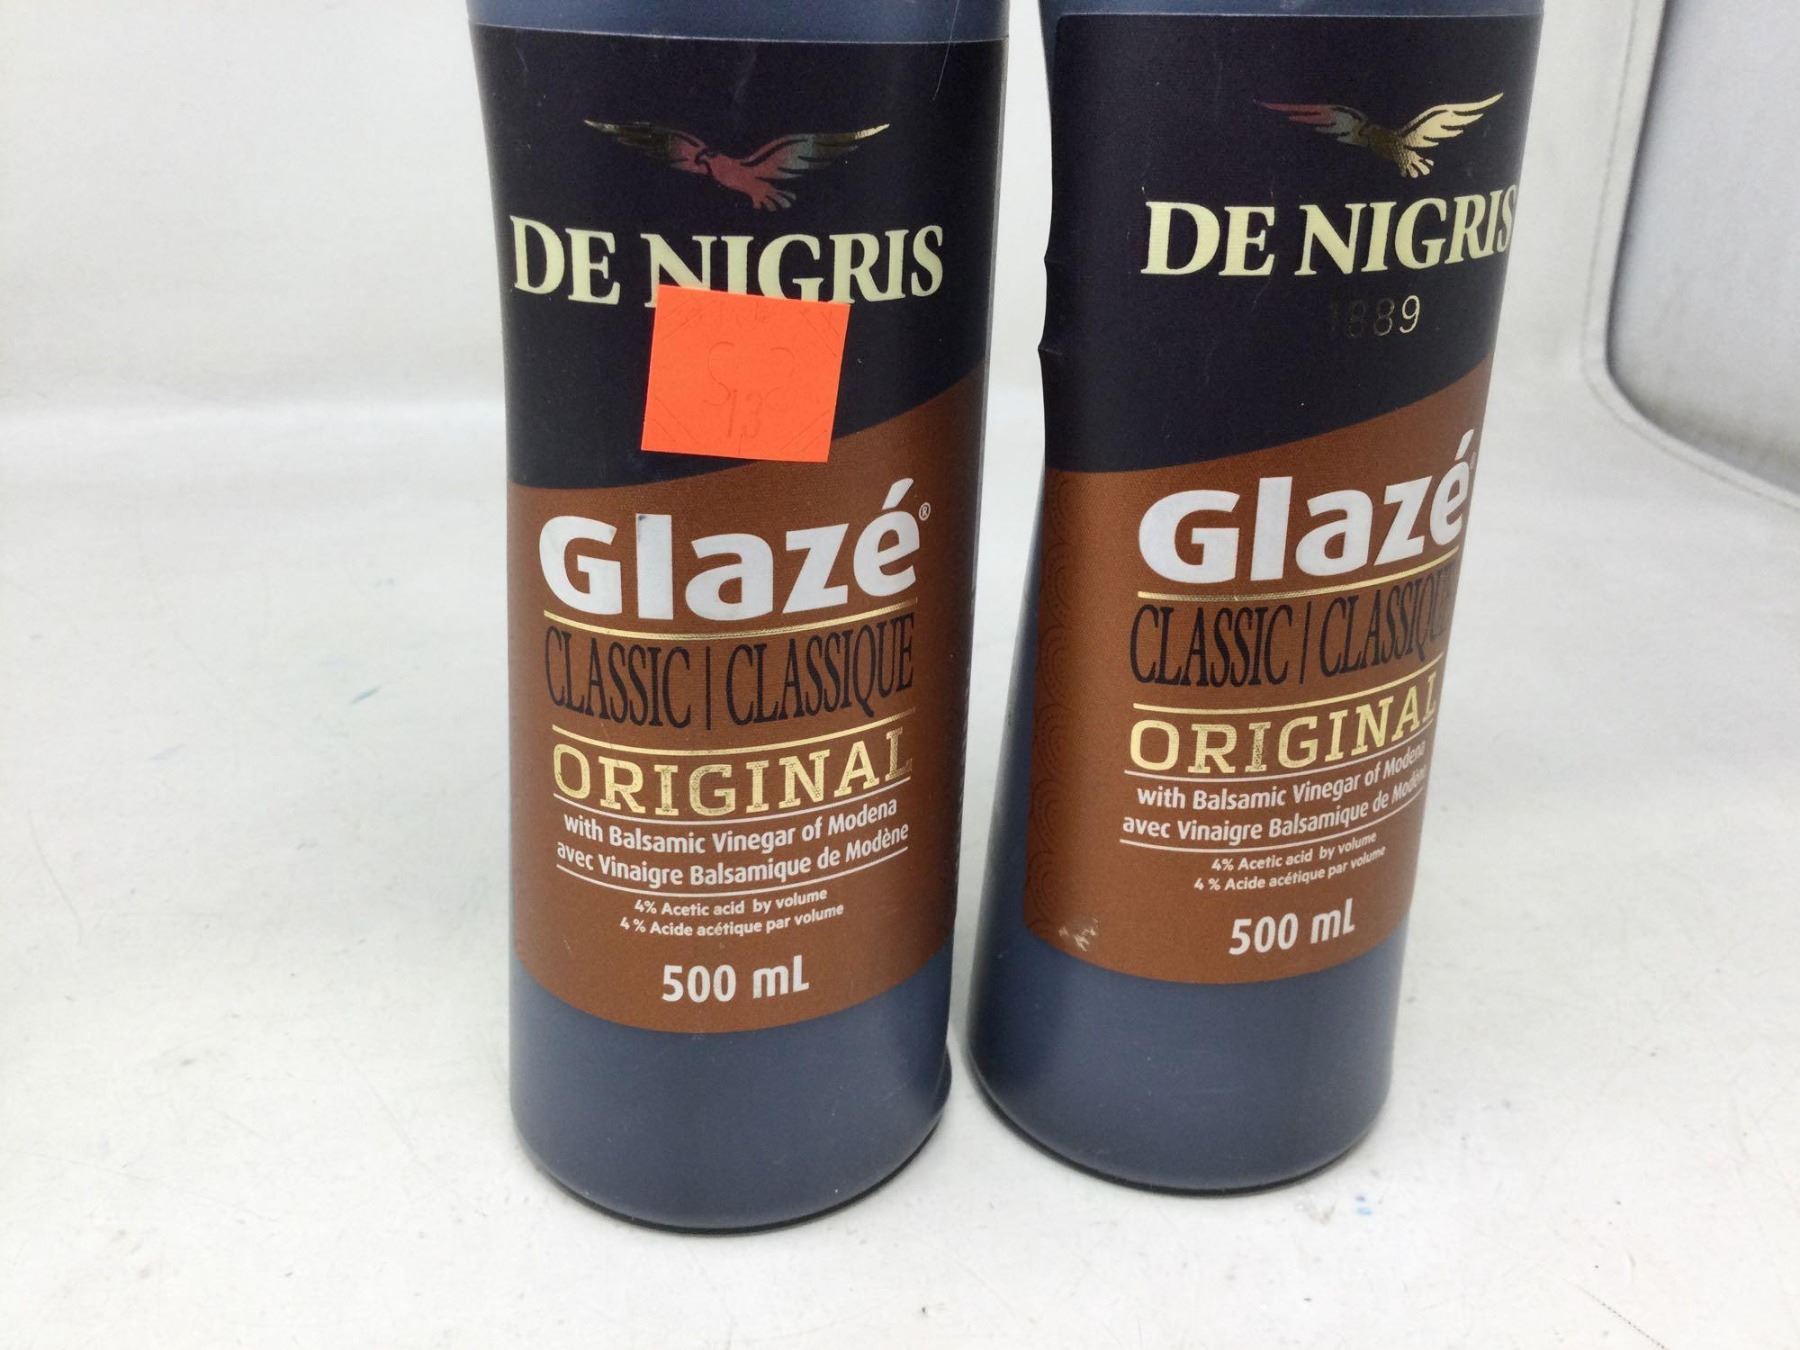 DE NIGRIS
13
Glazé®
CLASSIC | CLASSIQUE
ORIGINAL
with Balsamic Vinegar of Modena
avec Vinaigre Balsamique de Modène
4% Acetic acid by volume
4 % Acide acétique par volume
500 mL
DE NIGRIS
1889
Glazé
CLASSIC | CLASSIQUE
ORIGINAL
with Balsamic Vinegar of Modena
avec Vinaigre Balsamique de Modène
4% Acetic acid by volume
4 % Acide acétique par volume
500 mL